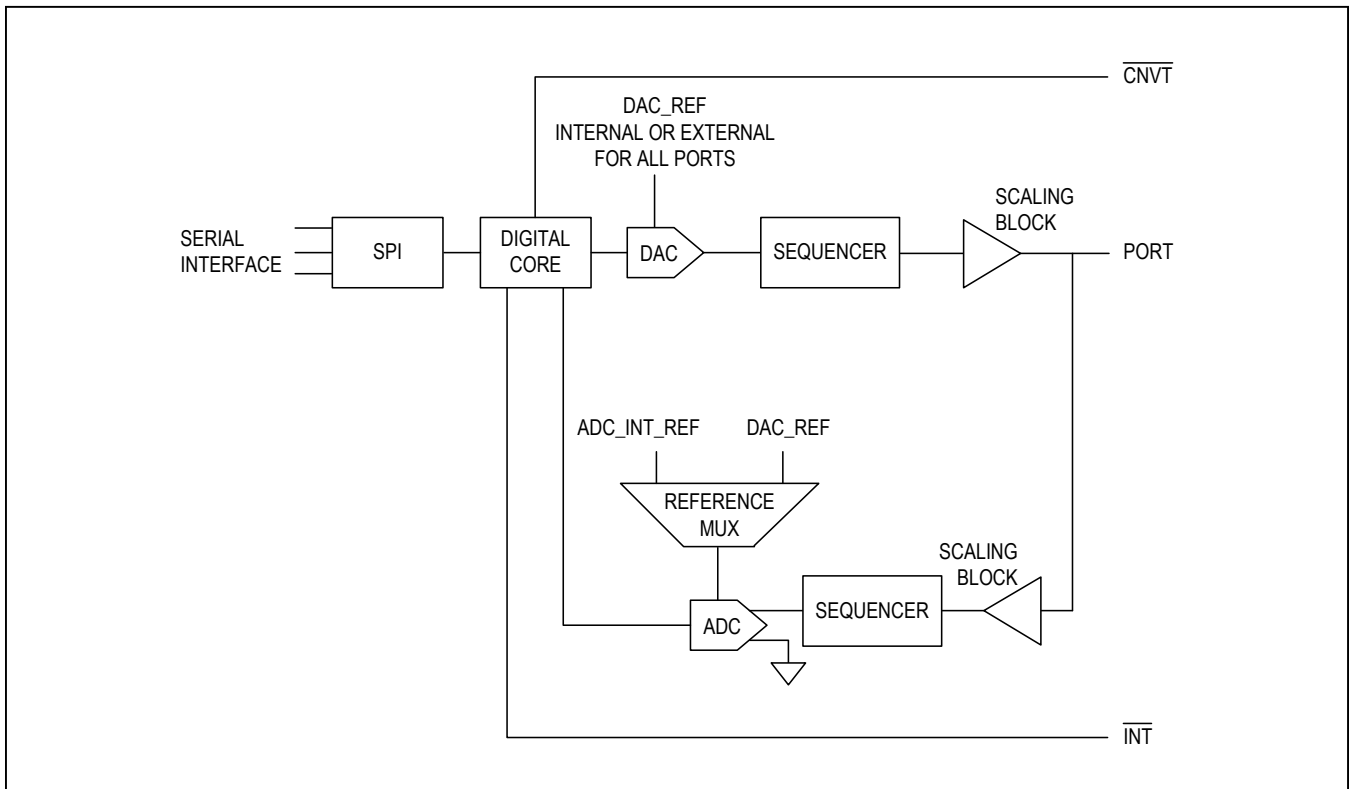 CNVT
DAC_REF
INTERNAL OR EXTERNAL
FOR ALL PORTS
SCALING
BLOCK
SERIAL
INTERFACE
SPI
DIGITAL
CORE
DAC
SEQUENCER
PORT
ADC_INT_REF
DAC_REF
REFERENCE
MUX
SCALING
BLOCK
ADC
SEQUENCER
INT